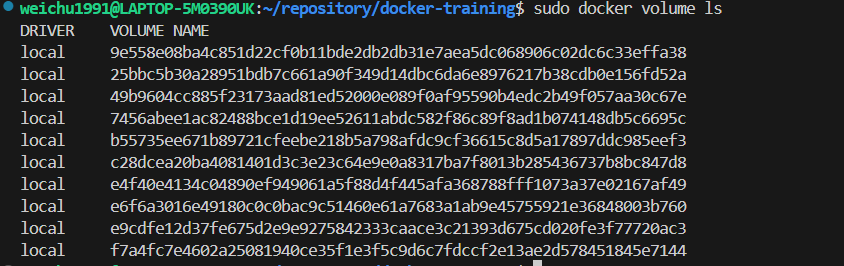 weichu1991@LAPTOP-5M0390UK:~/repository/docker-training$ sudo docker volume ls
DRIVER    VOLUME NAME
local     9e558e08ba4c851d22cf0b11bde2db2db31e7aea5dc068906c02dc6c33effa38
local     25bbc5b30a28951bdb7c661a90f349d14dbc6da6e8976217b38cdb0e156fd52a
local     49b9604cc885f23173aad81ed52000e089f0af95590b4edc2b49f057aa30c67e
local     7456abee1ac82488bce1d19ee52611abdc582f86c89f8ad1b074148db5c6695c
local     b55735ee671b89721cfeebe218b5a798afdc9cf36615c8d5a17897ddc985eef3
local     c28dcea20ba4081401d3c3e23c64e9e0a8317ba7f8013b285436737b8bc847d8
local     e4f40e4134c04890ef949061a5f88d4f445afa368788fff1073a37e02167af49
local     e6f6a3016e49180c0c0bac9c51460e61a7683a1ab9e45755921e36848003b760
local     e9cdfe12d37fe675d2e9e9275842333caace3c21393d675cd020fe3f77720ac3
local     f7a4fc7e4602a25081940ce35f1e3f5c9d6c7fdccf2e13ae2d578451845e7144